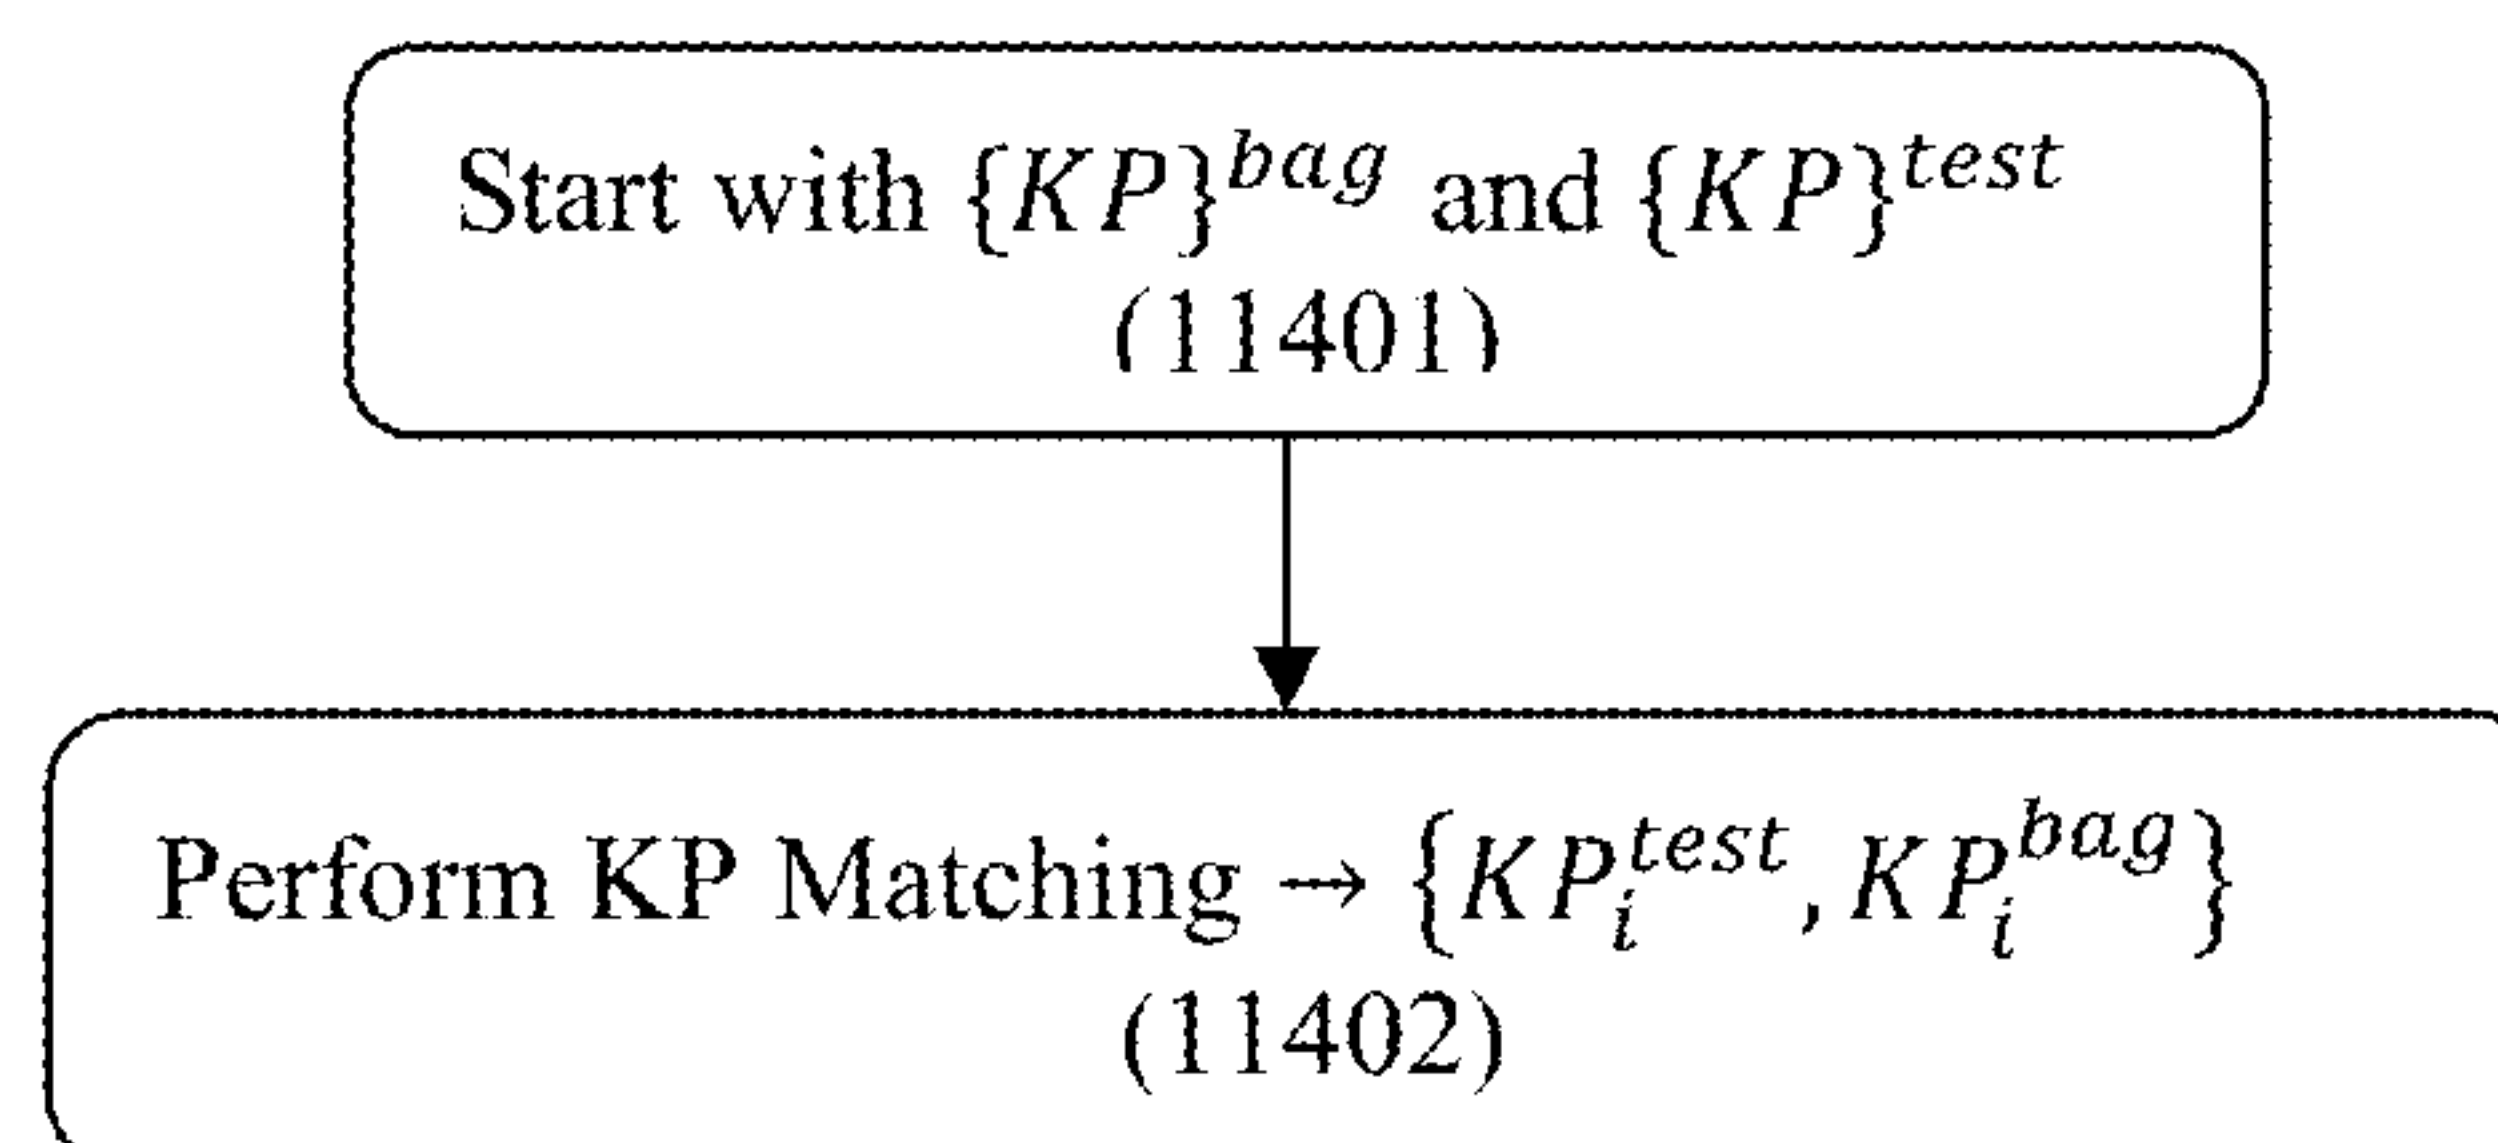 Start with {KP}^{bag} and {KP}^{test}
(11401)
Perform KP Matching → {KP_i^{test}, KP_i^{bag}}
(11402)